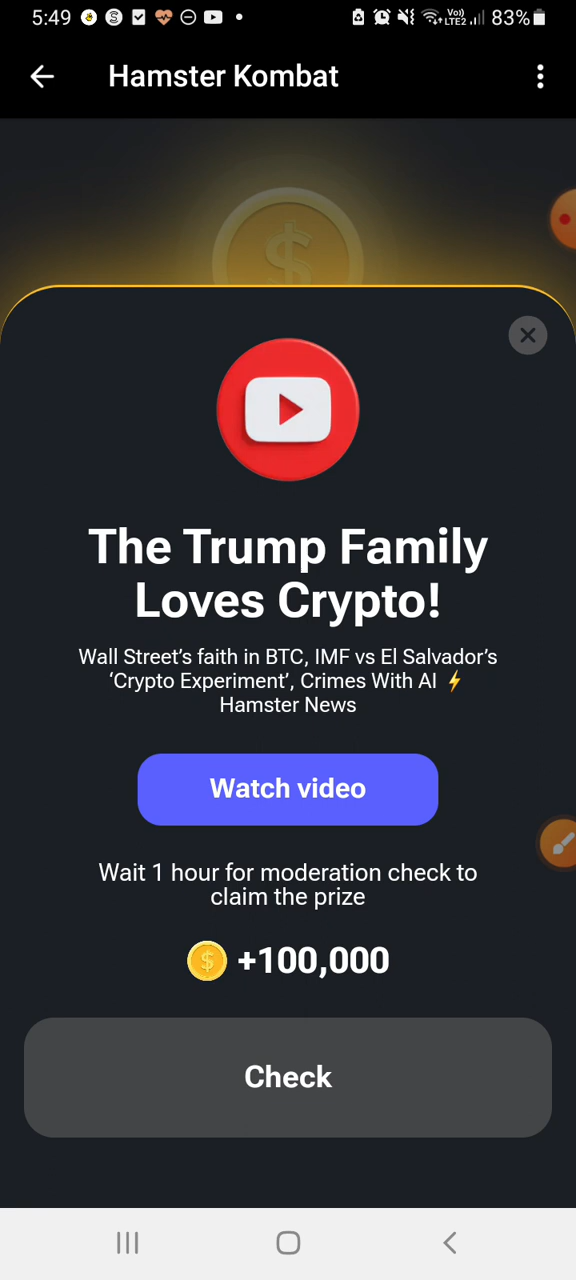 5:49 Vo)) LTE2 83%
Hamster Kombat
The Trump Family
Loves Crypto!
Wall Street’s faith in BTC, IMF vs El Salvador’s
‘Crypto Experiment’, Crimes With AI ⚡
Hamster News
Watch video
Wait 1 hour for moderation check to
claim the prize
+100,000
Check